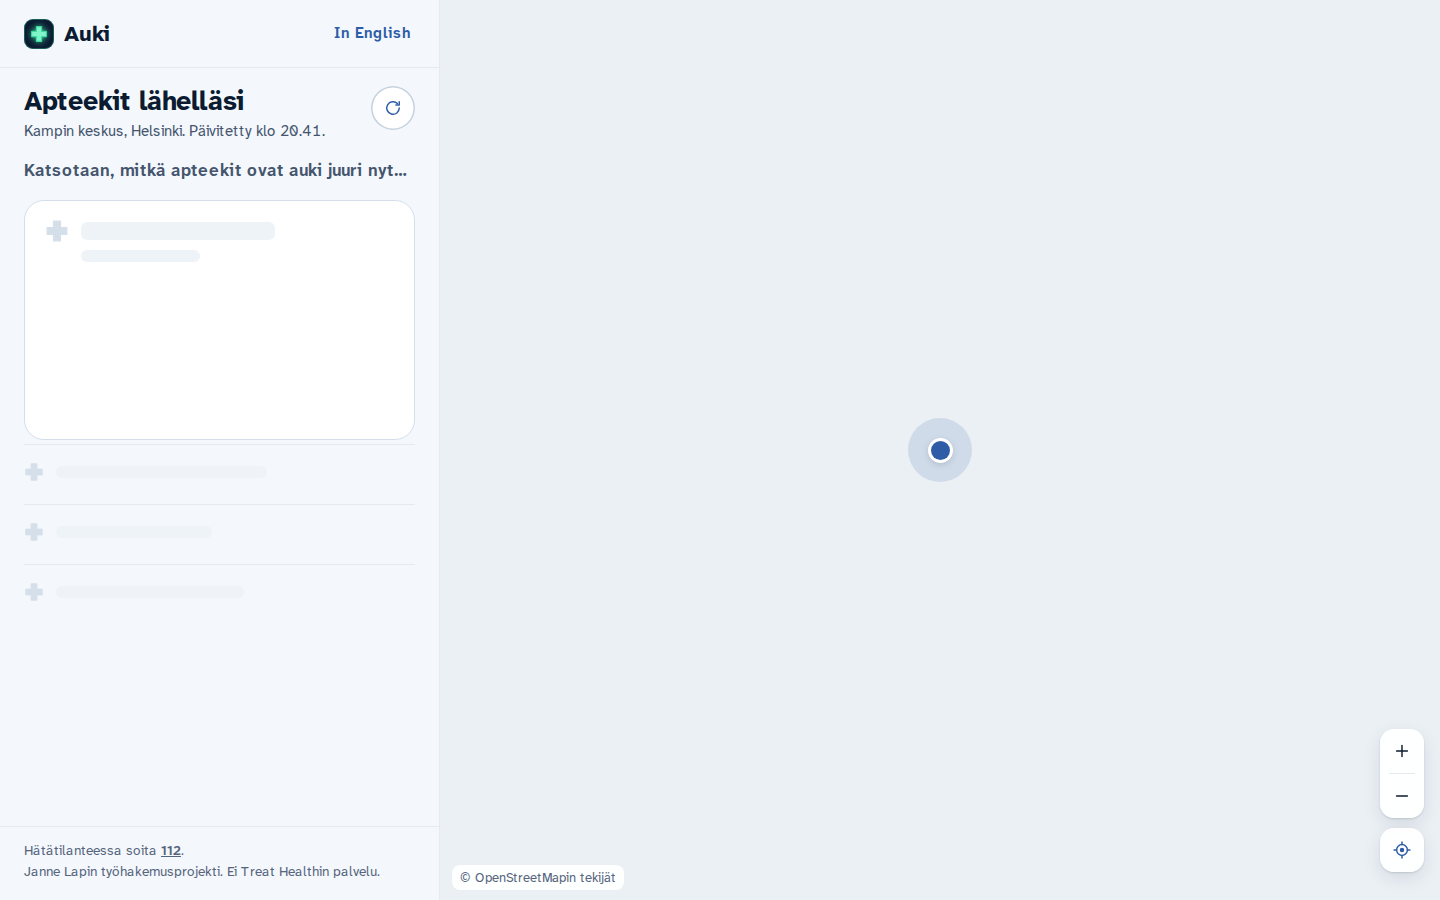 Auki
In English
Apteekit lähelläsi
Kampin keskus, Helsinki. Päivitetty klo 20.41.
Katsotaan, mitkä apteekit ovat auki juuri nyt…
Hätätilanteessa soita 112.
Janne Lapin työhakemusprojekti. Ei Treat Healthin palvelu.
© OpenStreetMapin tekijät